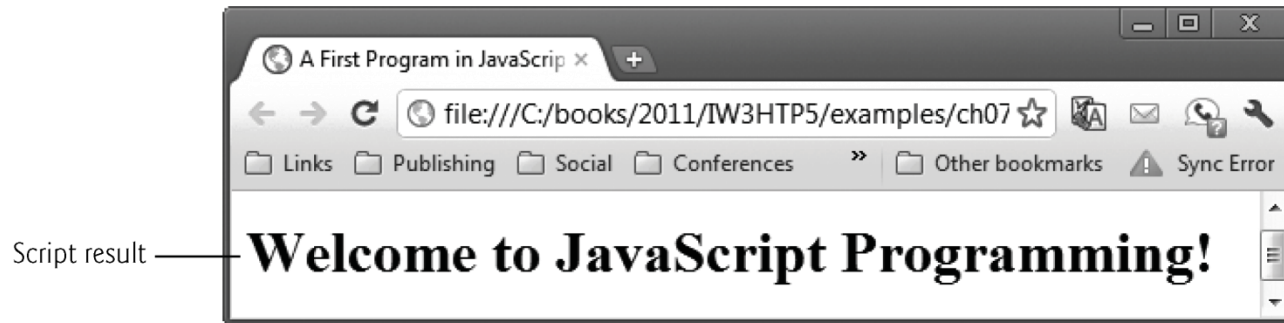 A First Program in JavaScrip
file:///C:/books/2011/IW3HTP5/examples/ch07
Links Publishing Social Conferences » Other bookmarks Sync Error
Script result
Welcome to JavaScript Programming!